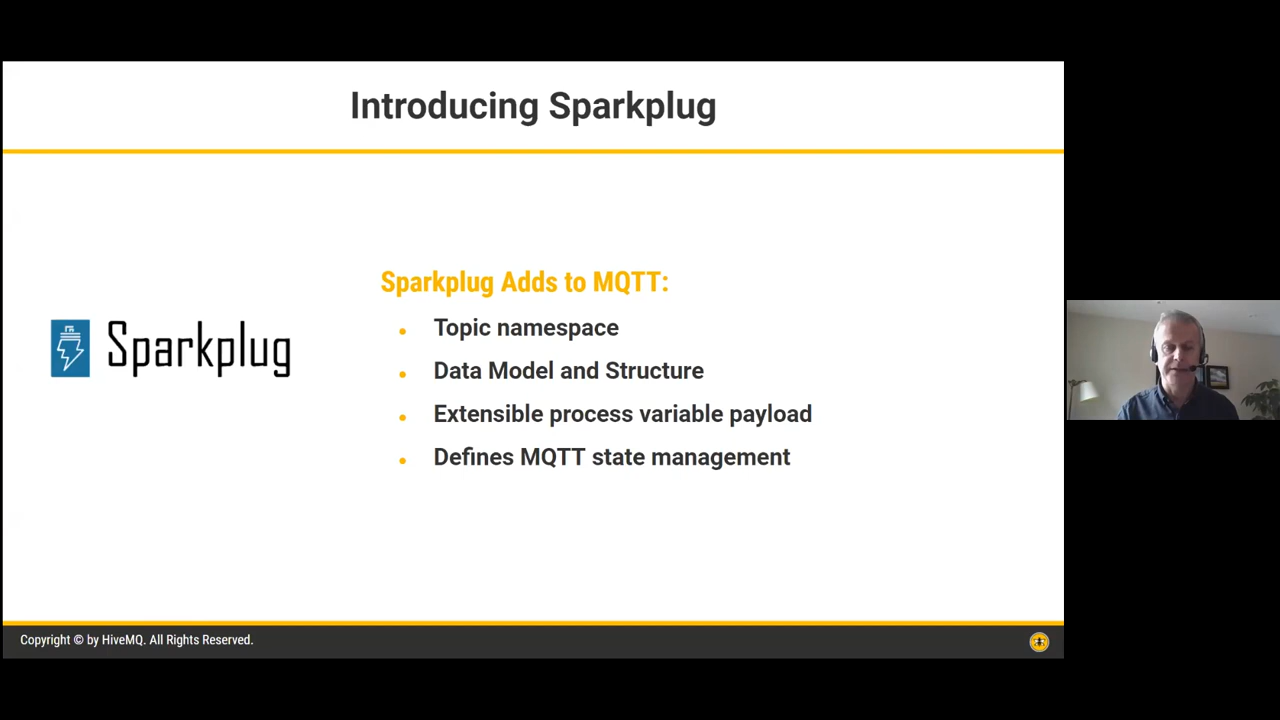 Introducing Sparkplug
Sparkplug
Sparkplug Adds to MQTT:
Topic namespace
Data Model and Structure
Extensible process variable payload
Defines MQTT state management
Copyright © by HiveMQ. All Rights Reserved.